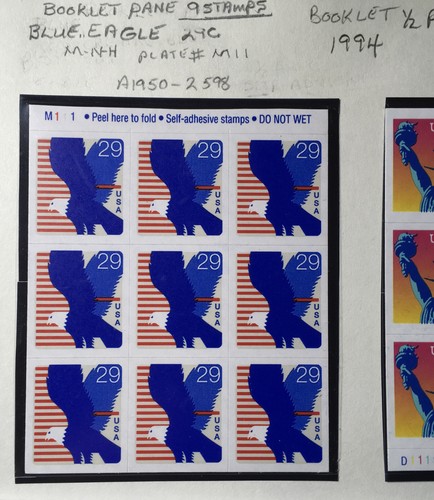 BOOKLET PANE 9 STAMPS
BLUE EAGLE 29¢
M-NH PLATE# M111
A1950-2598
BOOKLET ½
1994
M111 • Peel here to fold • Self-adhesive stamps • DO NOT WET
29 29 29
USA USA USA
29 29 29
USA USA USA
29 29 29
USA USA USA
D111